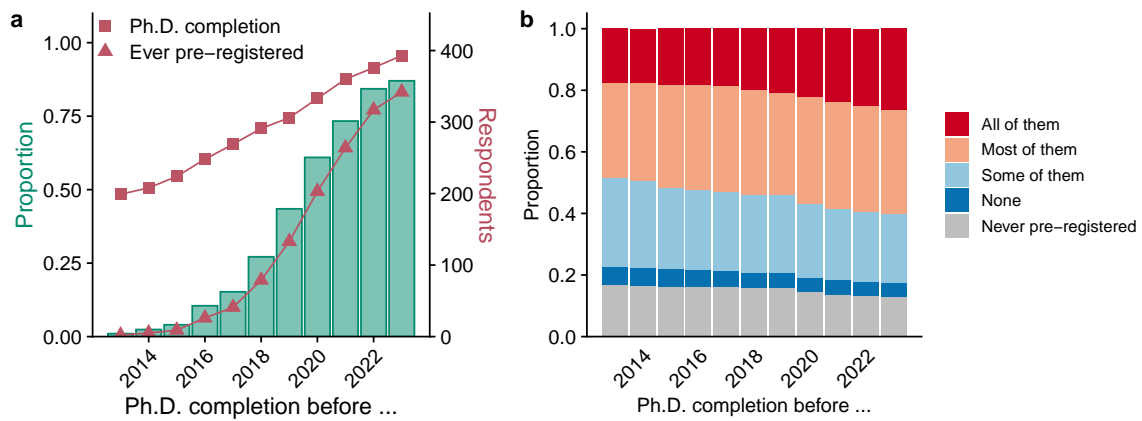 a
Ph.D. completion
Ever pre−registered
1.00
0.75
0.50
0.25
0.00
Proportion
400
300
200
100
0
Respondents
2014
2016
2018
2020
2022
Ph.D. completion before ...
b
1.0
0.8
0.6
0.4
0.2
0.0
Proportion
2014
2016
2018
2020
2022
Ph.D. completion before ...
All of them
Most of them
Some of them
None
Never pre−registered